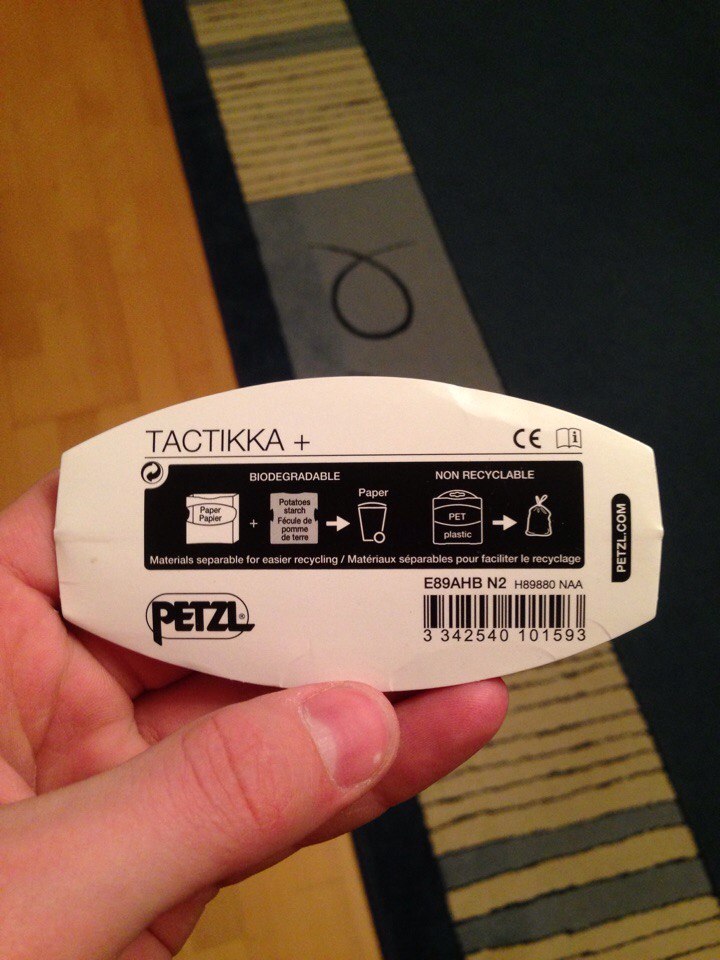 TACTIKKA +
CE
i
BIODEGRADABLE
NON RECYCLABLE
Paper
Papier
+
Potatoes
starch
Fécule de
pomme
de terre
Paper
PET
plastic
Materials separable for easier recycling / Matériaux séparables pour faciliter le recyclage
PETZL.COM
E89AHB N2 H89880 NAA
PETZL®
3 342540 101593